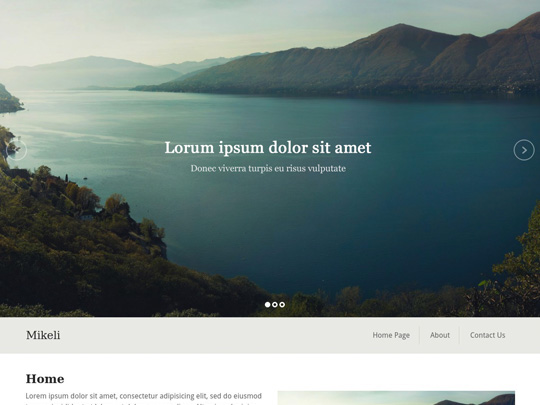 Lorum ipsum dolor sit amet
Donec viverra turpis eu risus vulputate
Mikeli
Home Page
About
Contact Us
Home
Lorem ipsum dolor sit amet, consectetur adipisicing elit, sed do eiusmod